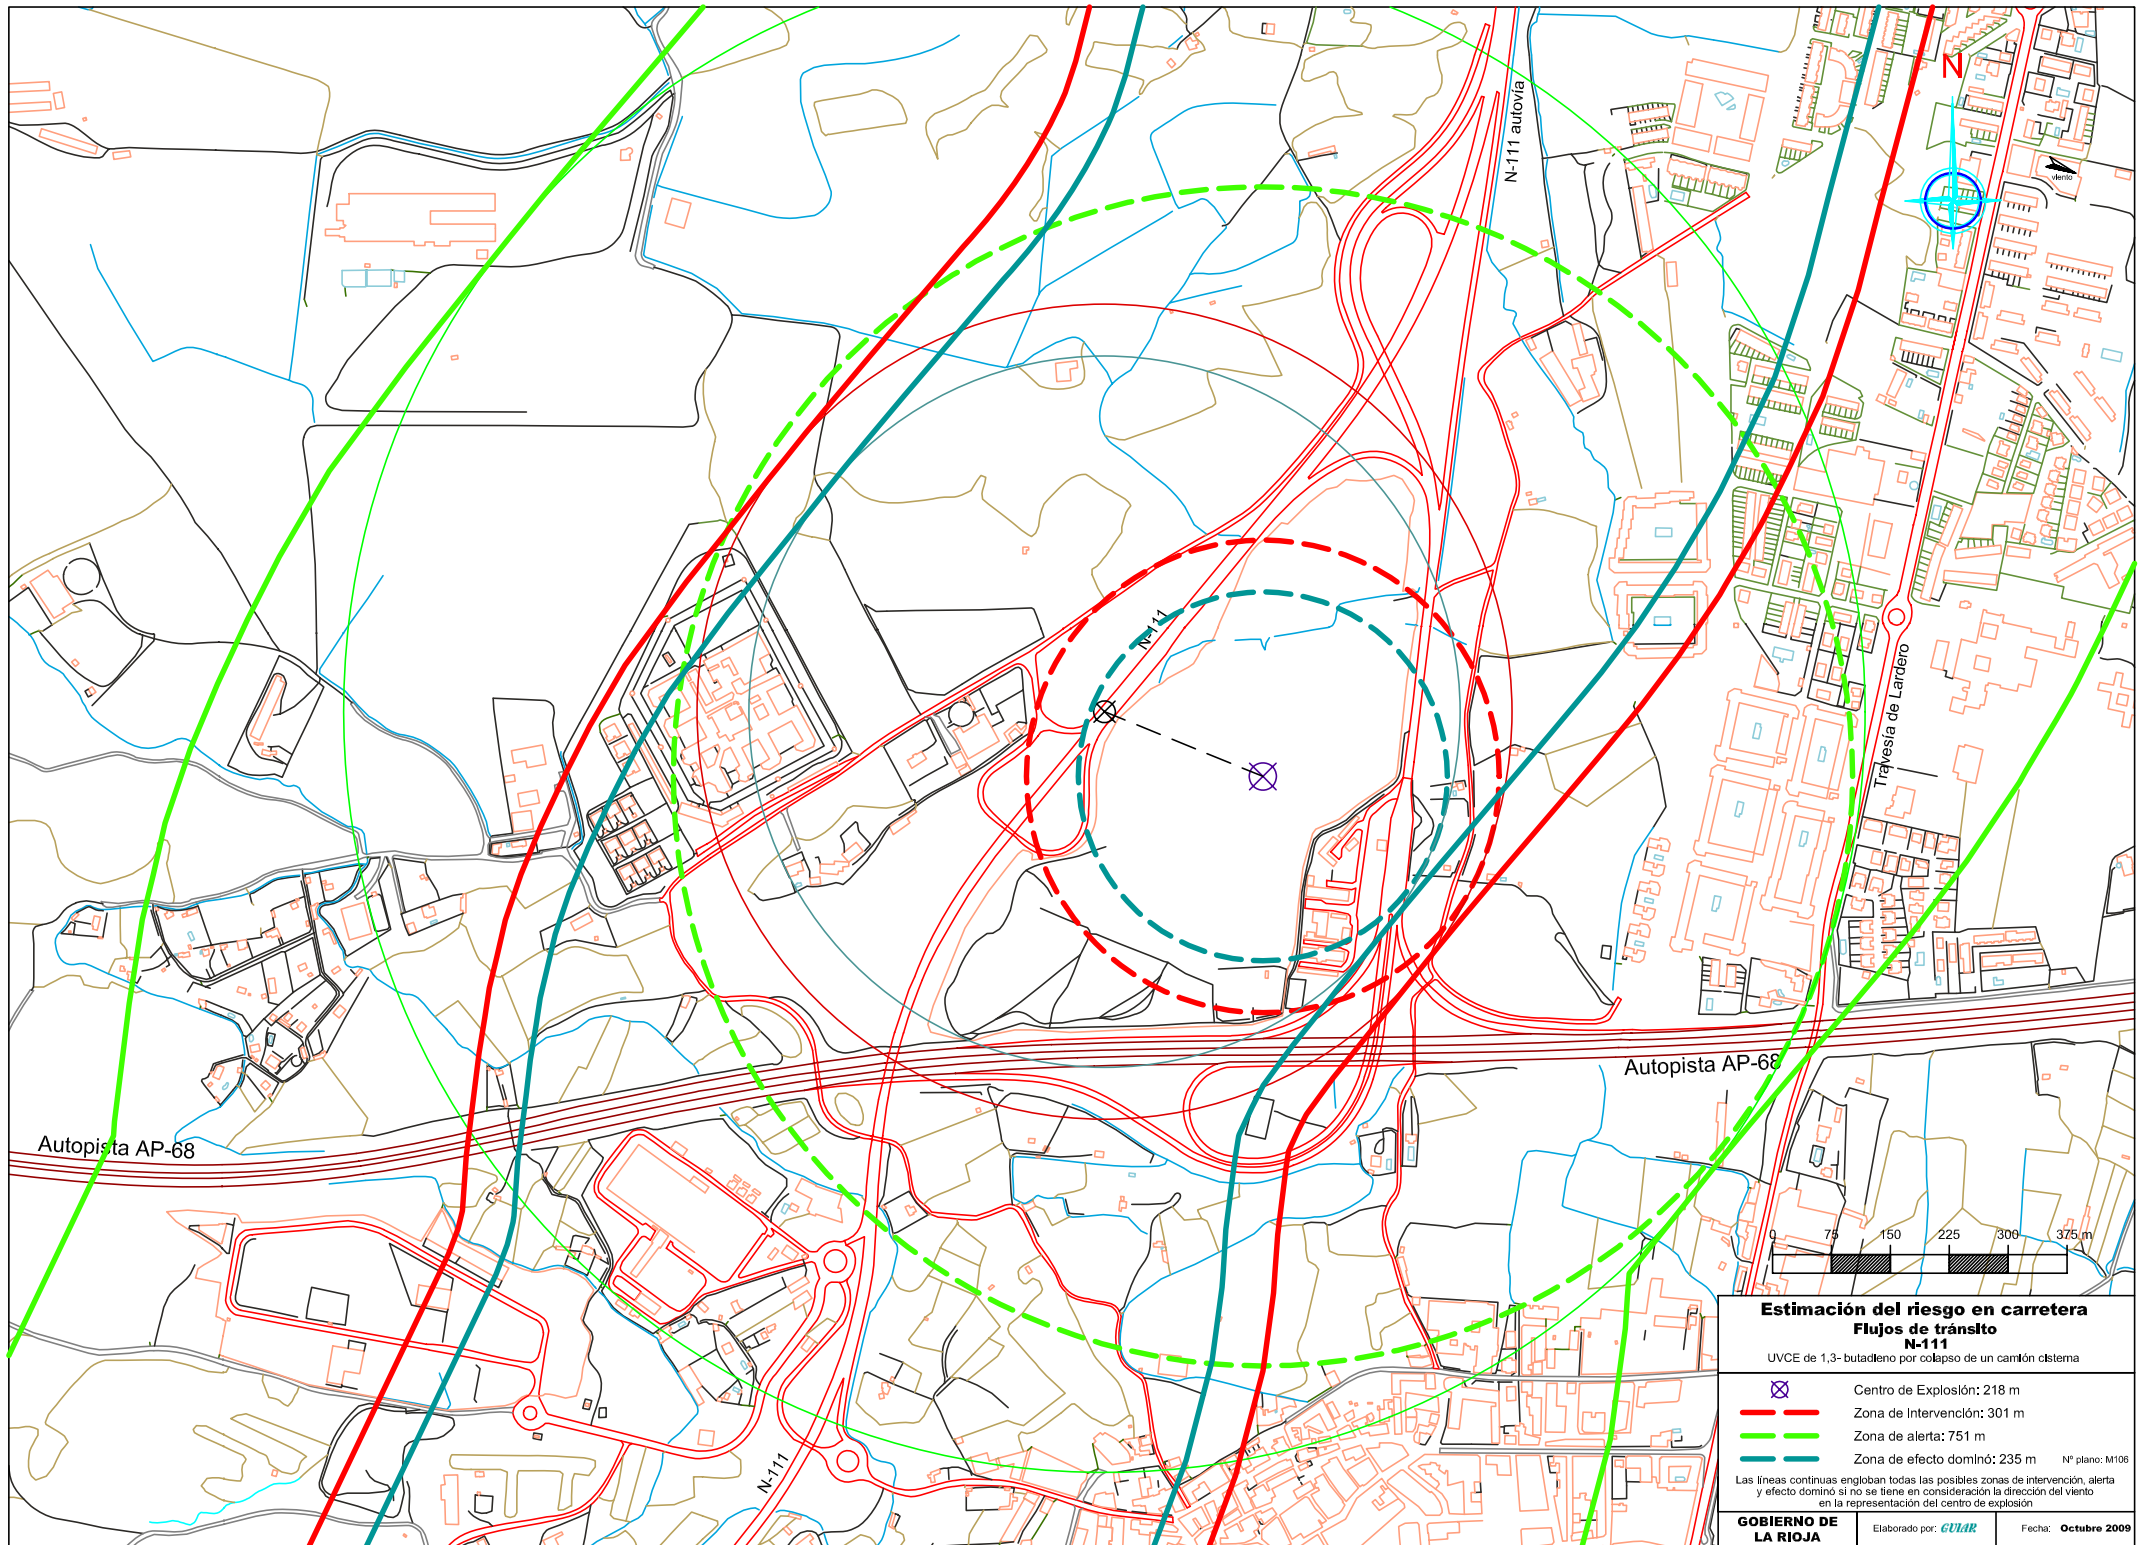 N
viento
N-111 autovía
N-111
Travesía de Lardero
Autopista AP-68
Autopista AP-68
N-111
0 75 150 225 300 375 m
Estimación del riesgo en carretera
Flujos de tránsito
N-111
UVCE de 1,3- butadieno por colapso de un camión cisterna
Centro de Explosión: 218 m
Zona de Intervención: 301 m
Zona de alerta: 751 m
Zona de efecto dominó: 235 m
Nº plano: M106
Las líneas continuas engloban todas las posibles zonas de intervención, alerta
y efecto dominó si no se tiene en consideración la dirección del viento
en la representación del centro de explosión
GOBIERNO DE
LA RIOJA
Elaborado por: GUIAR
Fecha: Octubre 2009